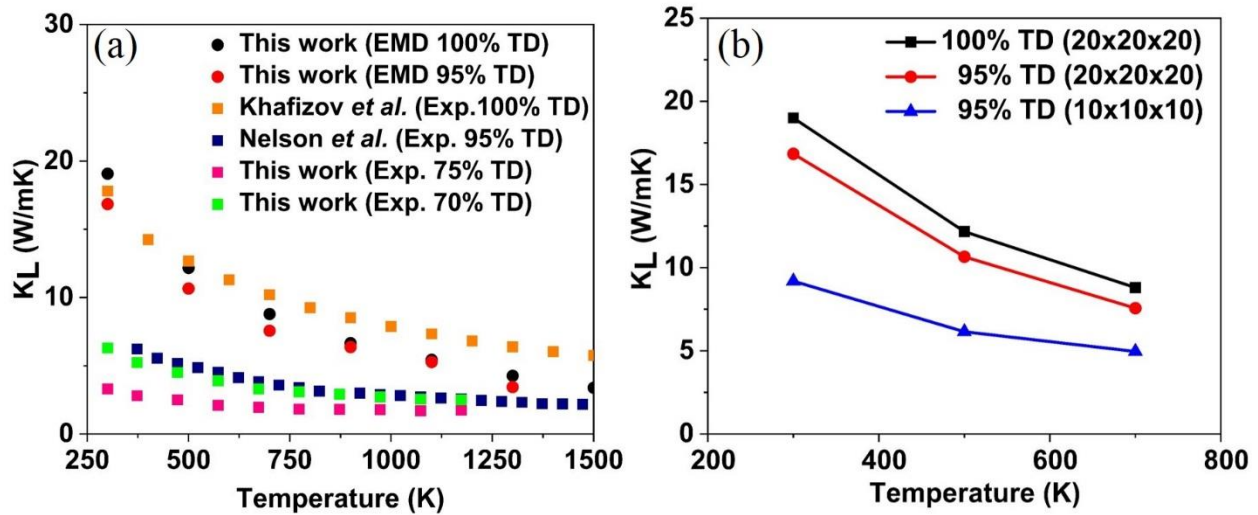 (a)
This work (EMD 100% TD)
This work (EMD 95% TD)
Khafizov et al. (Exp.100% TD)
Nelson et al. (Exp. 95% TD)
This work (Exp. 75% TD)
This work (Exp. 70% TD)
30
20
10
0
KL (W/mK)
250 500 750 1000 1250 1500
Temperature (K)
(b)
100% TD (20x20x20)
95% TD (20x20x20)
95% TD (10x10x10)
25
20
15
10
5
0
KL (W/mK)
200 400 600 800
Temperature (K)